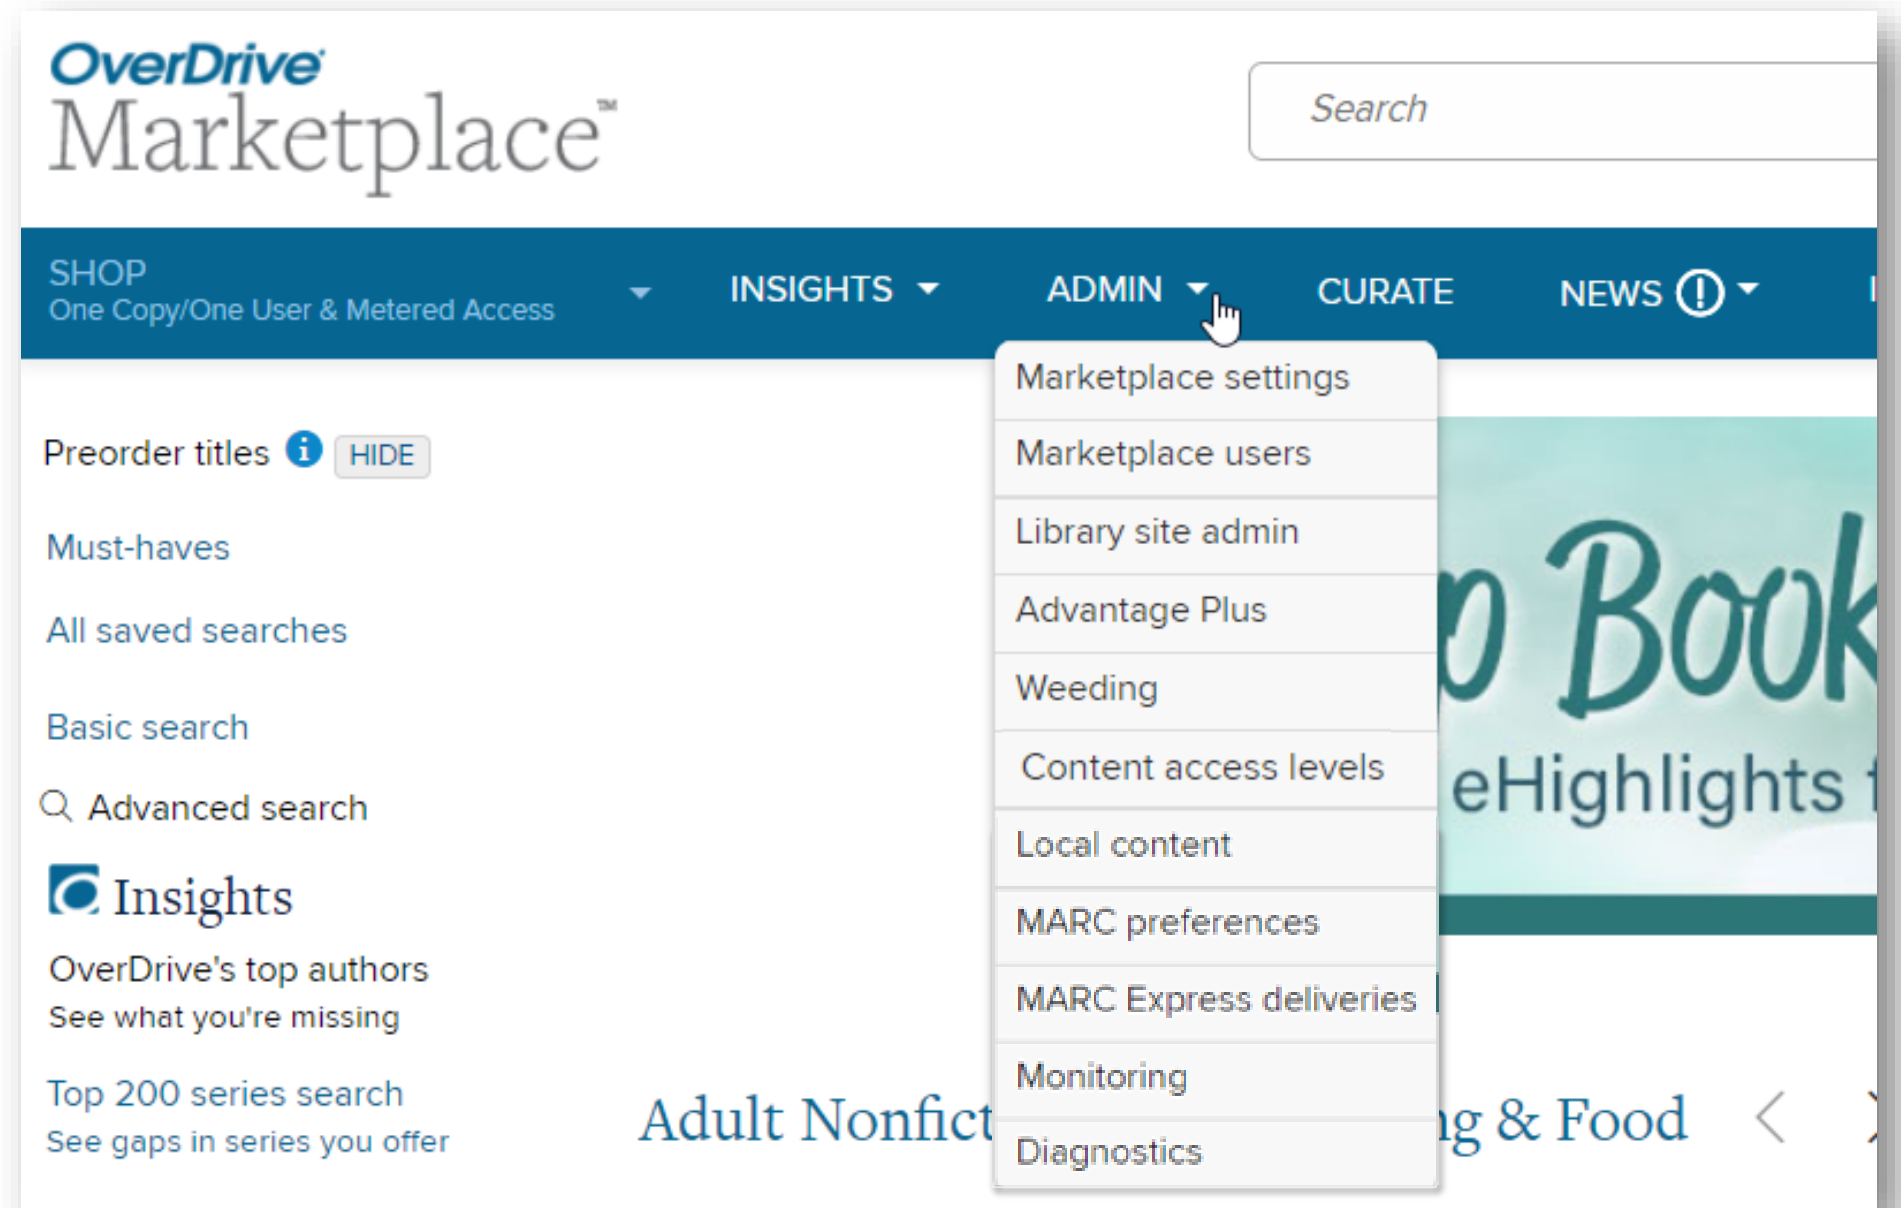 OverDrive
Marketplace™
Search
SHOP
One Copy/One User & Metered Access
INSIGHTS
ADMIN
CURATE
NEWS
Marketplace settings
Marketplace users
Library site admin
Advantage Plus
Weeding
Content access levels
Local content
MARC preferences
MARC Express deliveries
Monitoring
Diagnostics
Preorder titles
HIDE
Must-haves
All saved searches
Basic search
Advanced search
Insights
OverDrive's top authors
See what you're missing
Top 200 series search
See gaps in series you offer
Book
eHighlights
Adult Nonfict
& Food